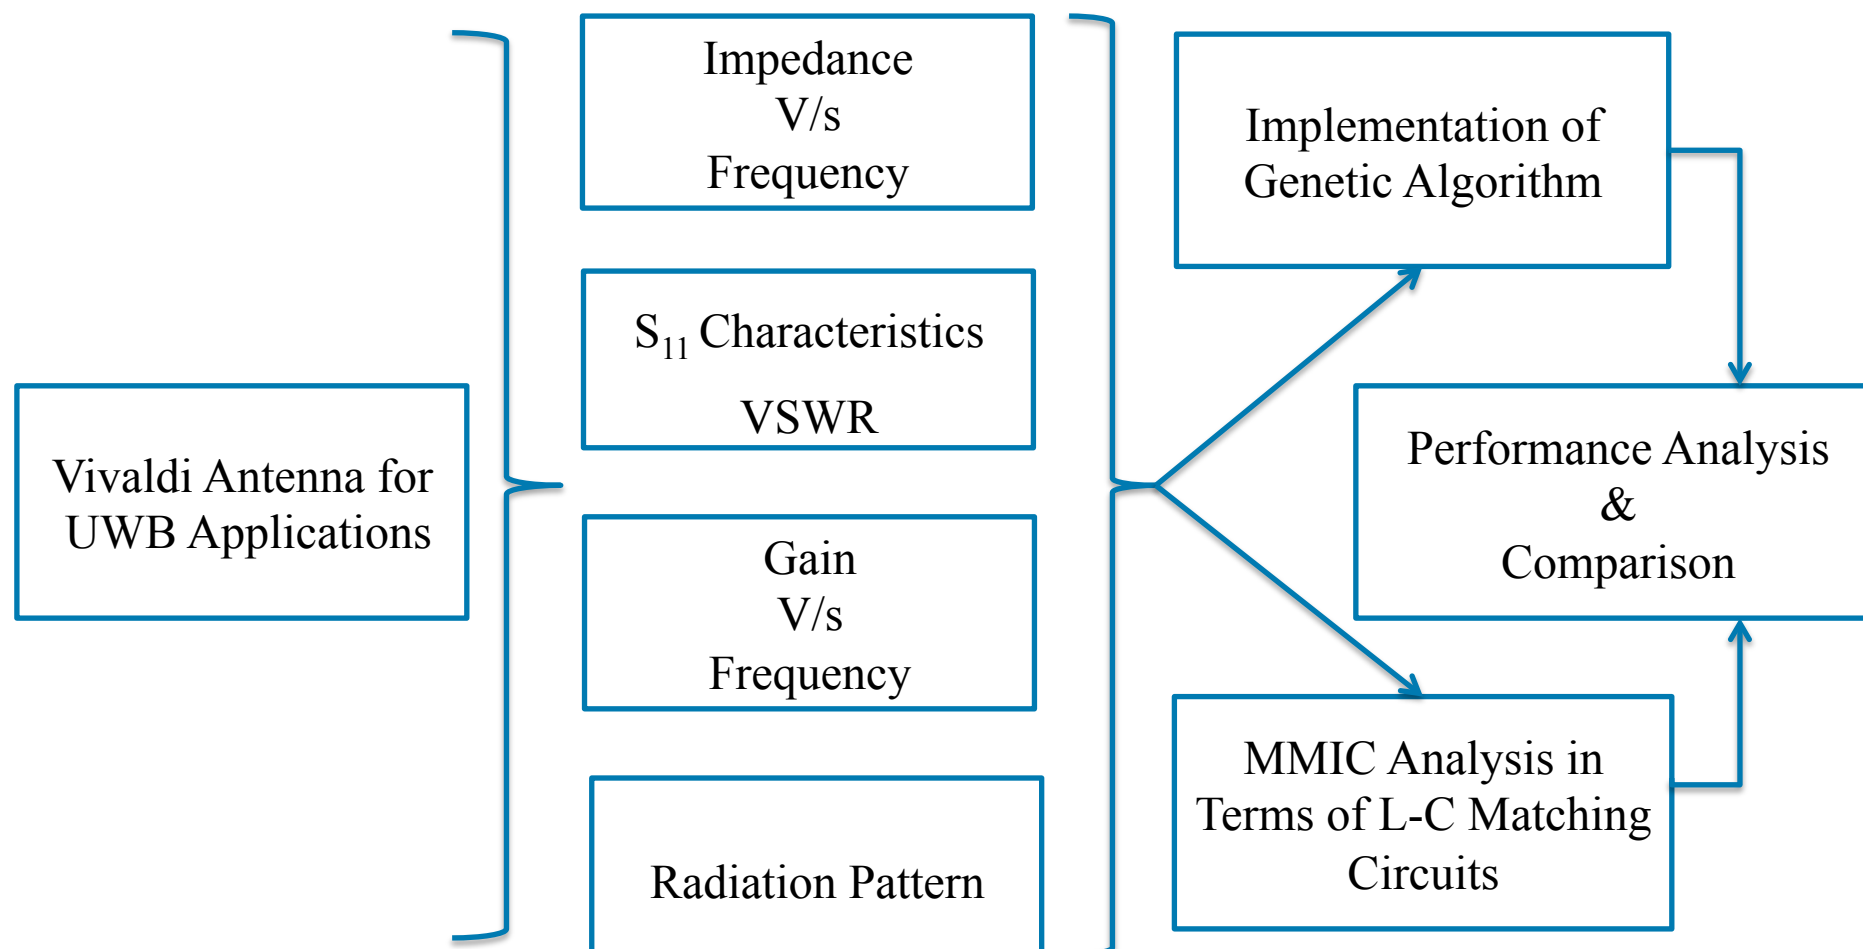 Vivaldi Antenna for
UWB Applications
Impedance
V/s
Frequency
S₁₁ Characteristics
VSWR
Gain
V/s
Frequency
Radiation Pattern
Implementation of
Genetic Algorithm
Performance Analysis
&
Comparison
MMIC Analysis in
Terms of L-C Matching
Circuits